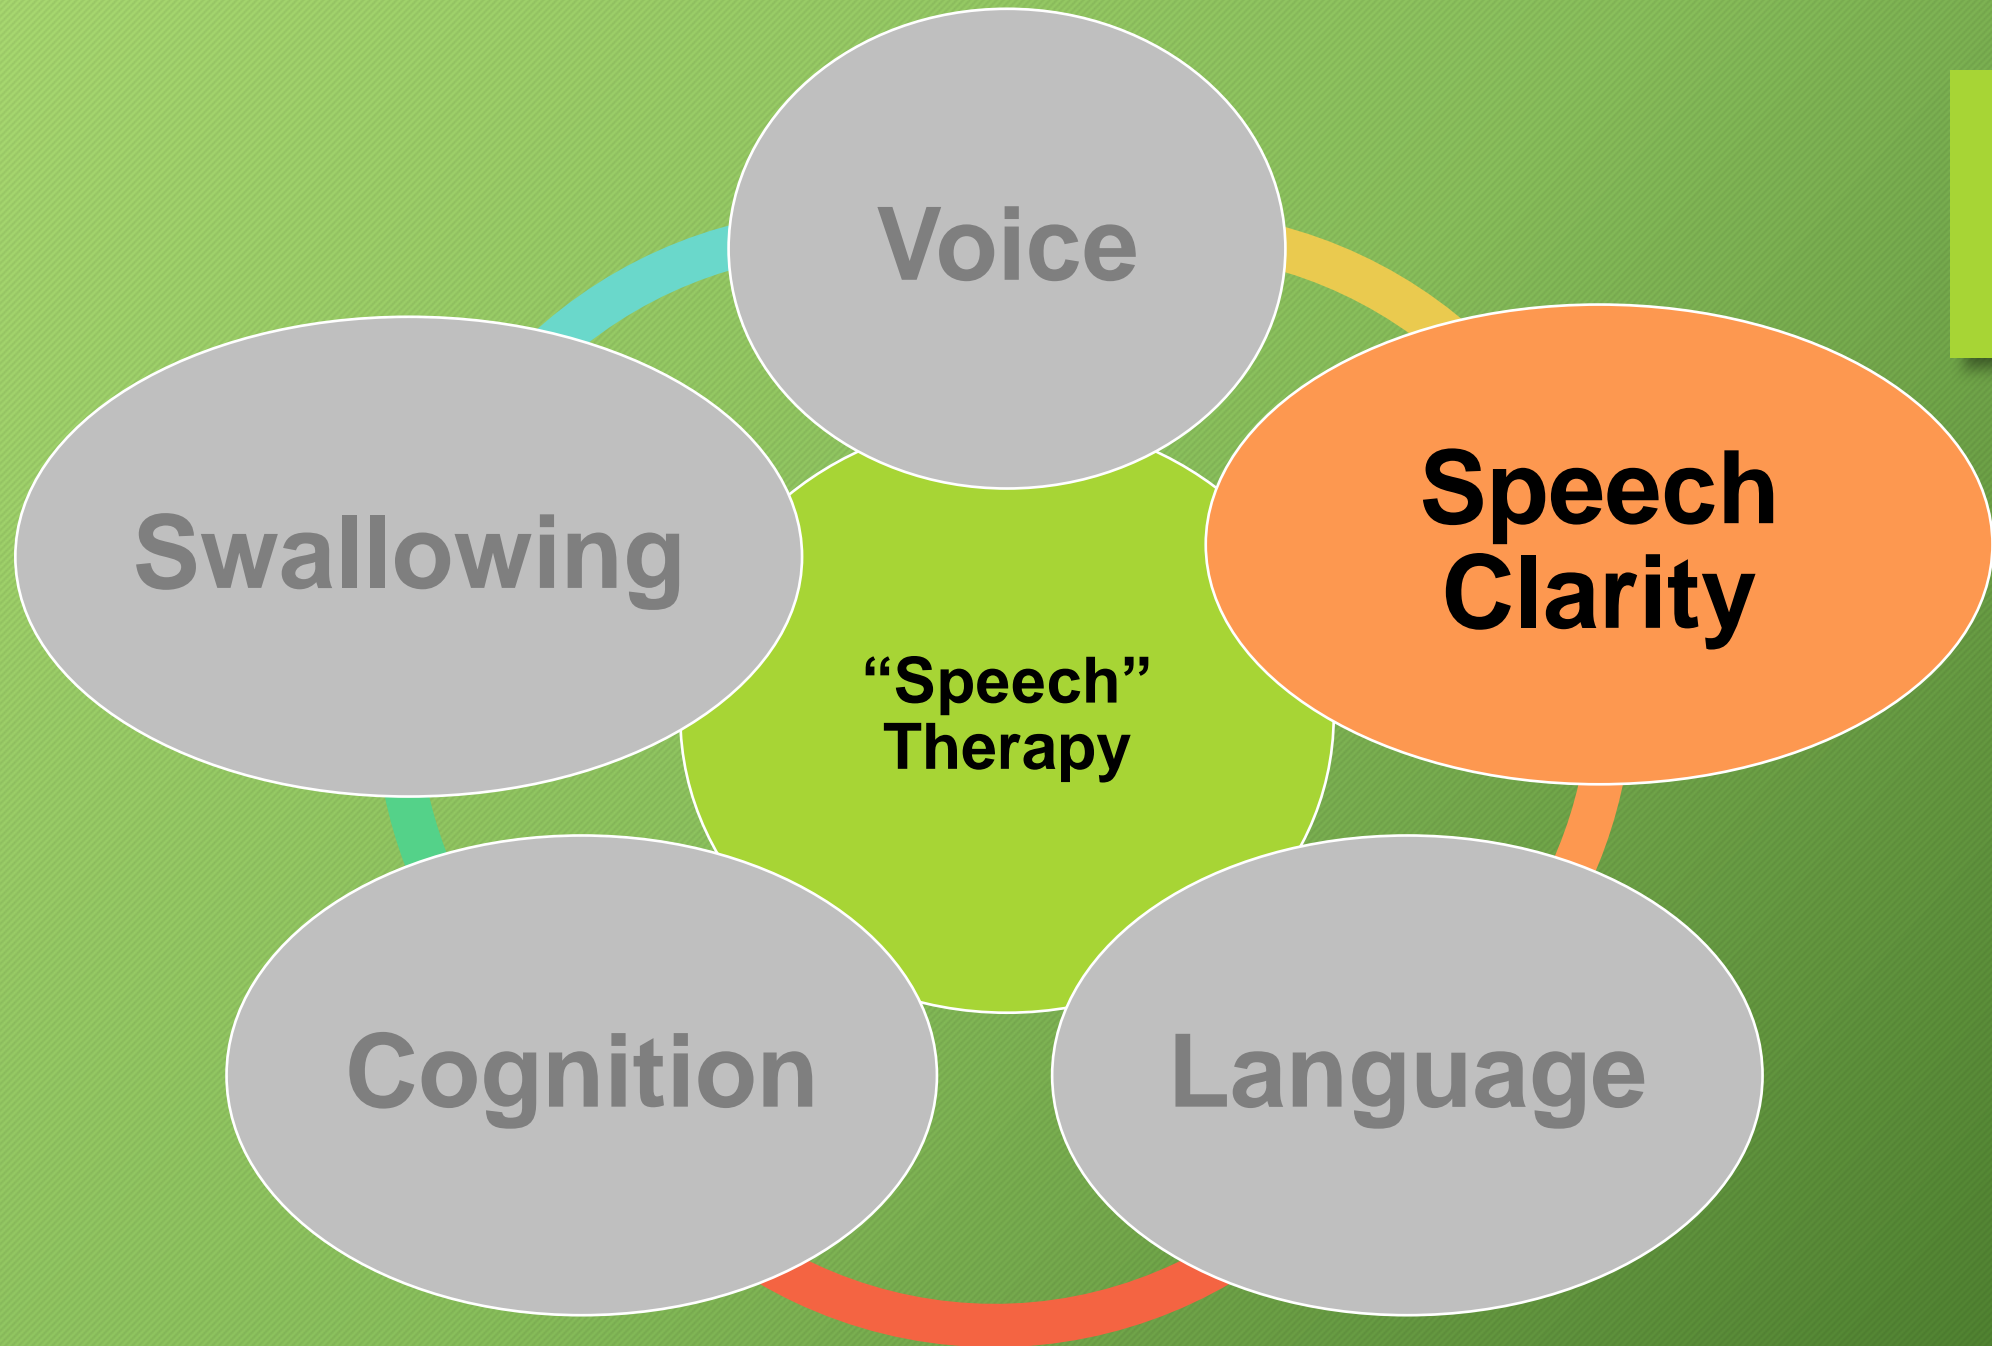 Voice
Speech
Clarity
Swallowing
“Speech”
Therapy
Cognition
Language